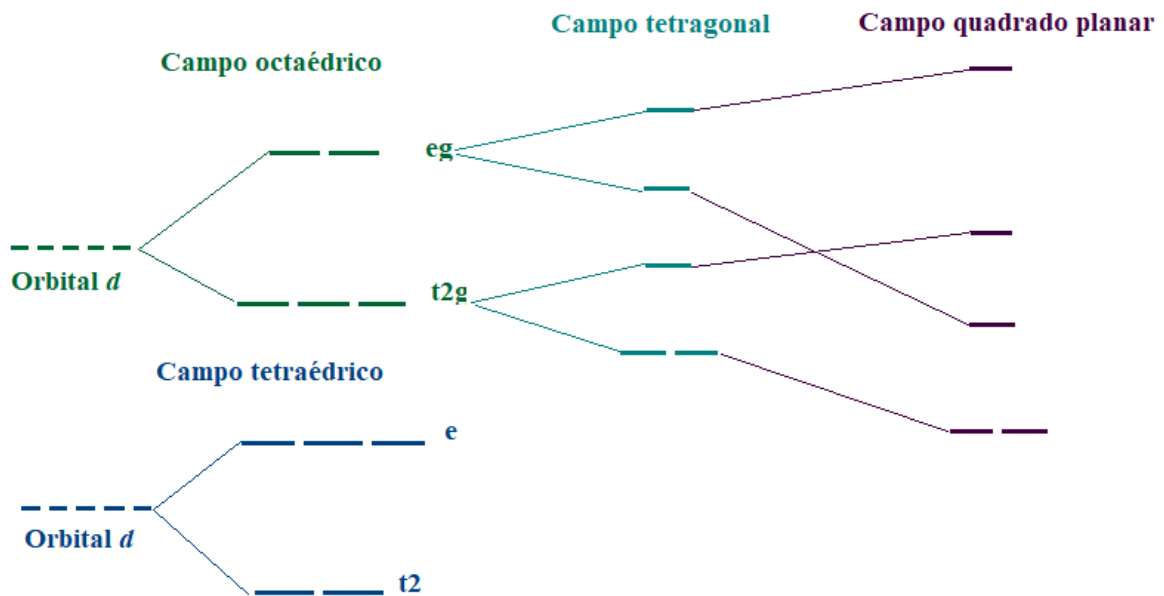 Campo tetragonal
Campo quadrado planar
Campo octaédrico
eg
Orbital d
t2g
Campo tetraédrico
e
Orbital d
t2